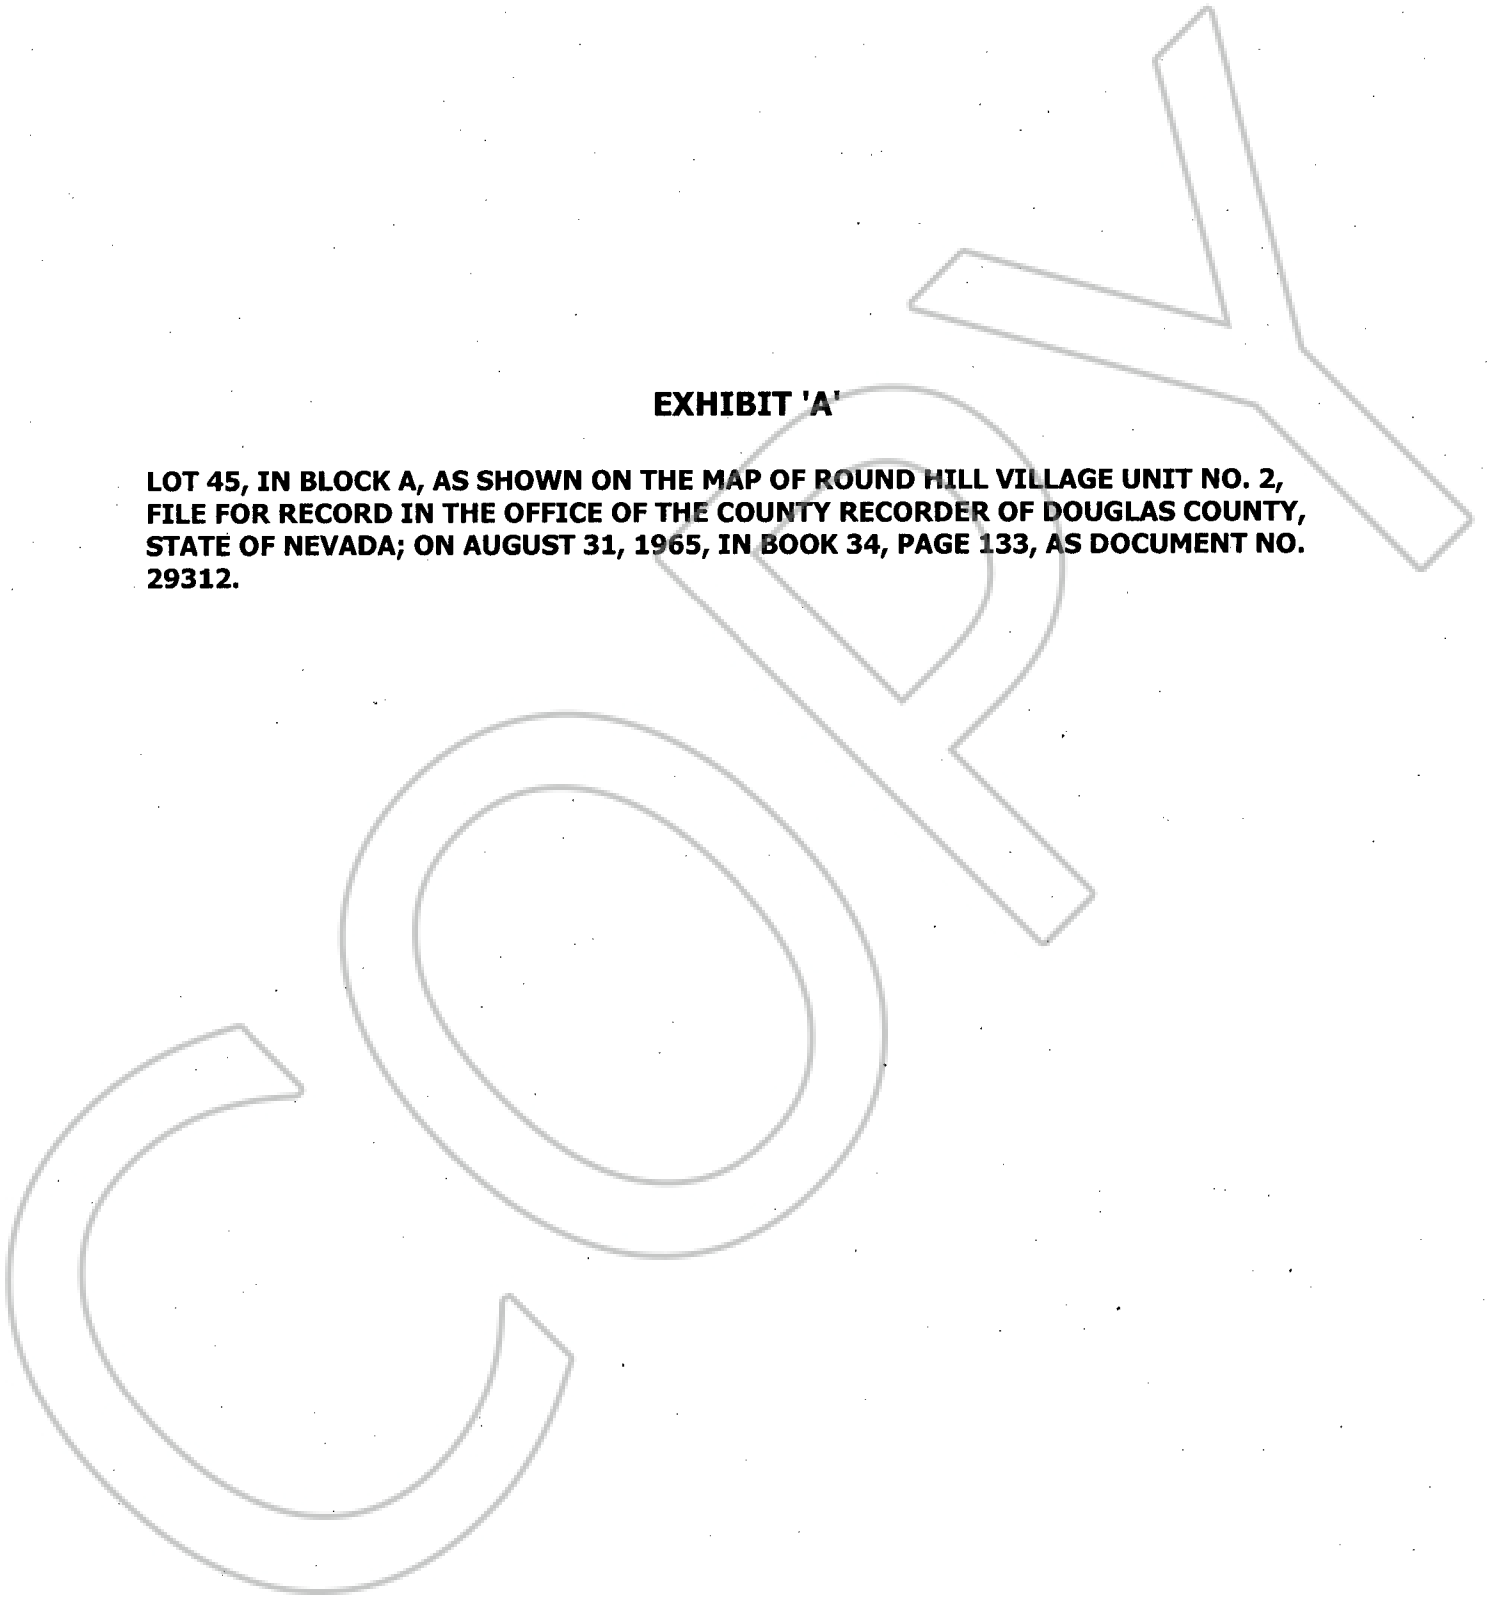 EXHIBIT 'A'
LOT 45, IN BLOCK A, AS SHOWN ON THE MAP OF ROUND HILL VILLAGE UNIT NO. 2,
FILE FOR RECORD IN THE OFFICE OF THE COUNTY RECORDER OF DOUGLAS COUNTY,
STATE OF NEVADA; ON AUGUST 31, 1965, IN BOOK 34, PAGE 133, AS DOCUMENT NO.
29312.
COPY